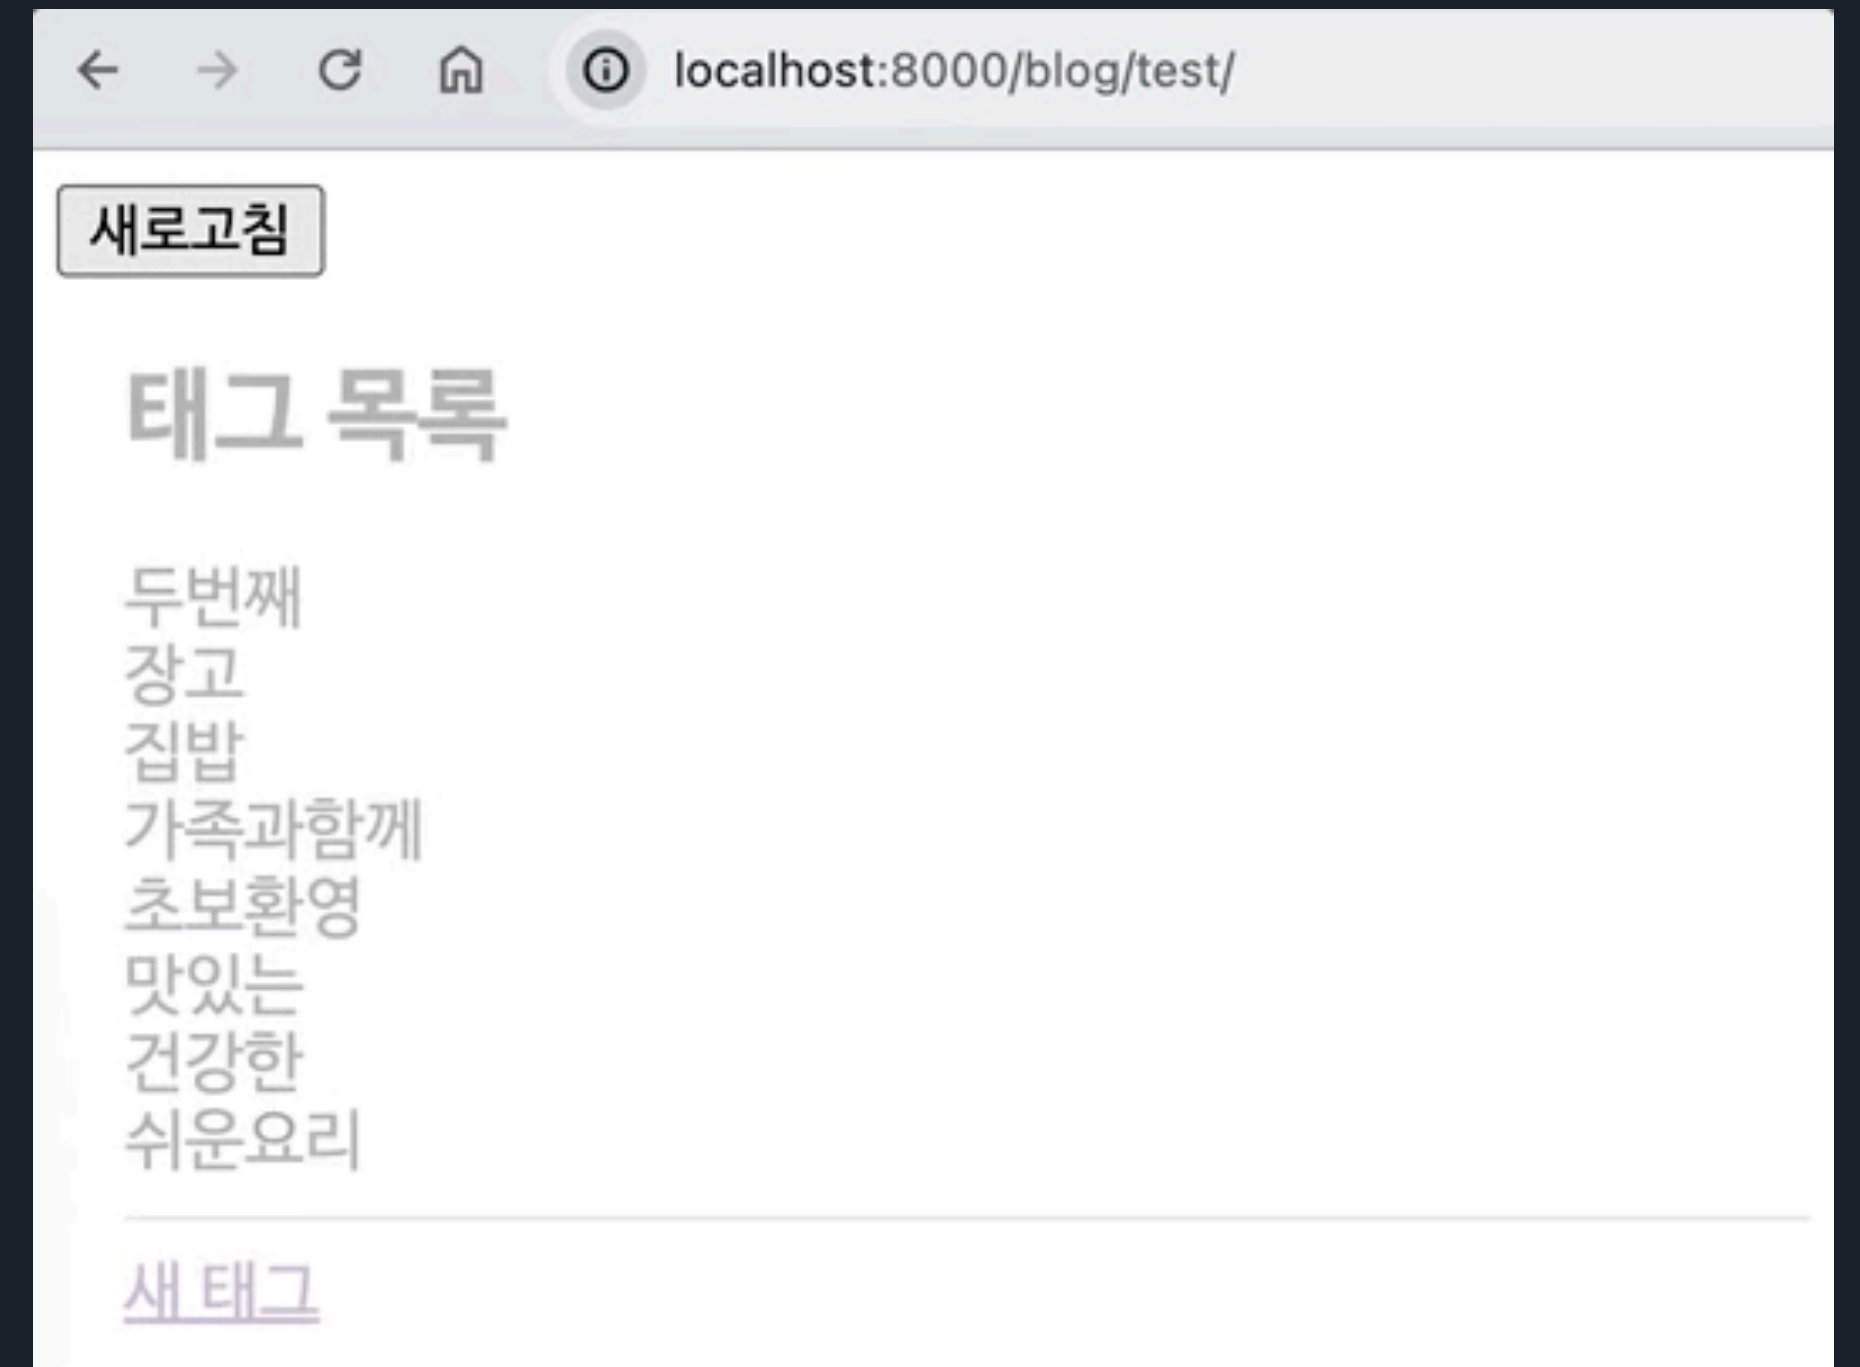 localhost:8000/blog/test/
새로고침
태그 목록
두번째
장고
집밥
가족과함께
초보환영
맛있는
건강한
쉬운요리
새 태그